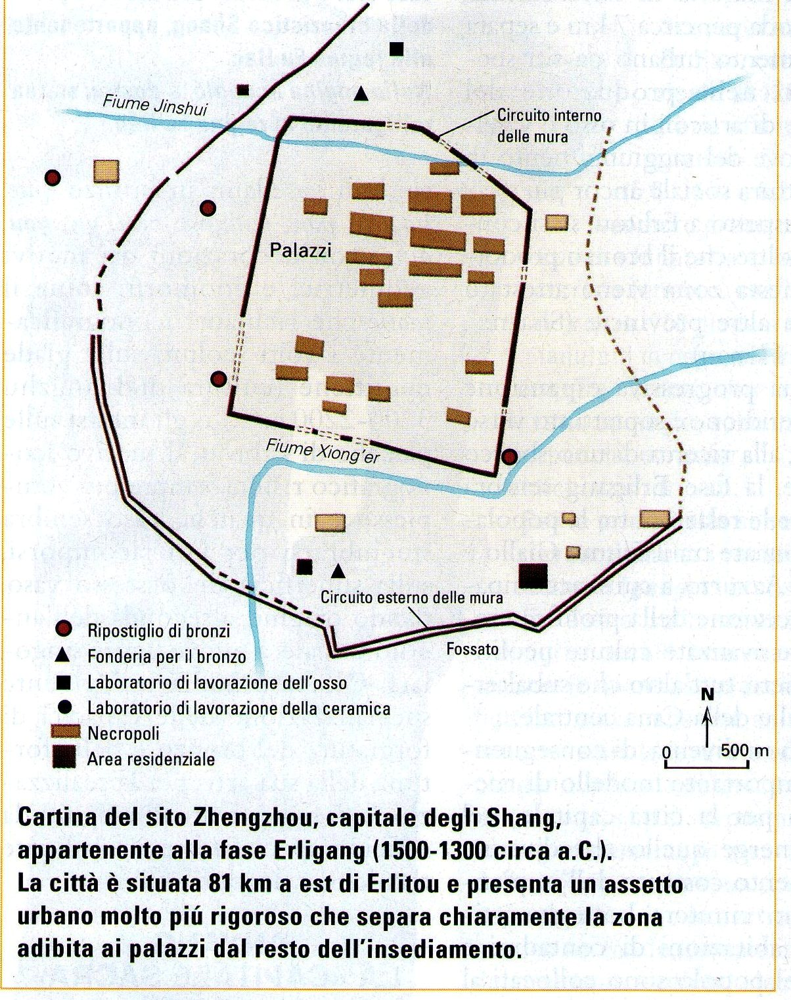 Fiume Jinshui
Circuito interno
delle mura
Palazzi
Fiume Xiong'er
Circuito esterno delle mura
Fossato
Ripostiglio di bronzi
Fonderia per il bronzo
Laboratorio di lavorazione dell'osso
Laboratorio di lavorazione della ceramica
Necropoli
Area residenziale
N
0 500 m
Cartina del sito Zhengzhou, capitale degli Shang,
appartenente alla fase Erligang (1500-1300 circa a.C.).
La città è situata 81 km a est di Erlitou e presenta un assetto
urbano molto piú rigoroso che separa chiaramente la zona
adibita ai palazzi dal resto dell'insediamento.